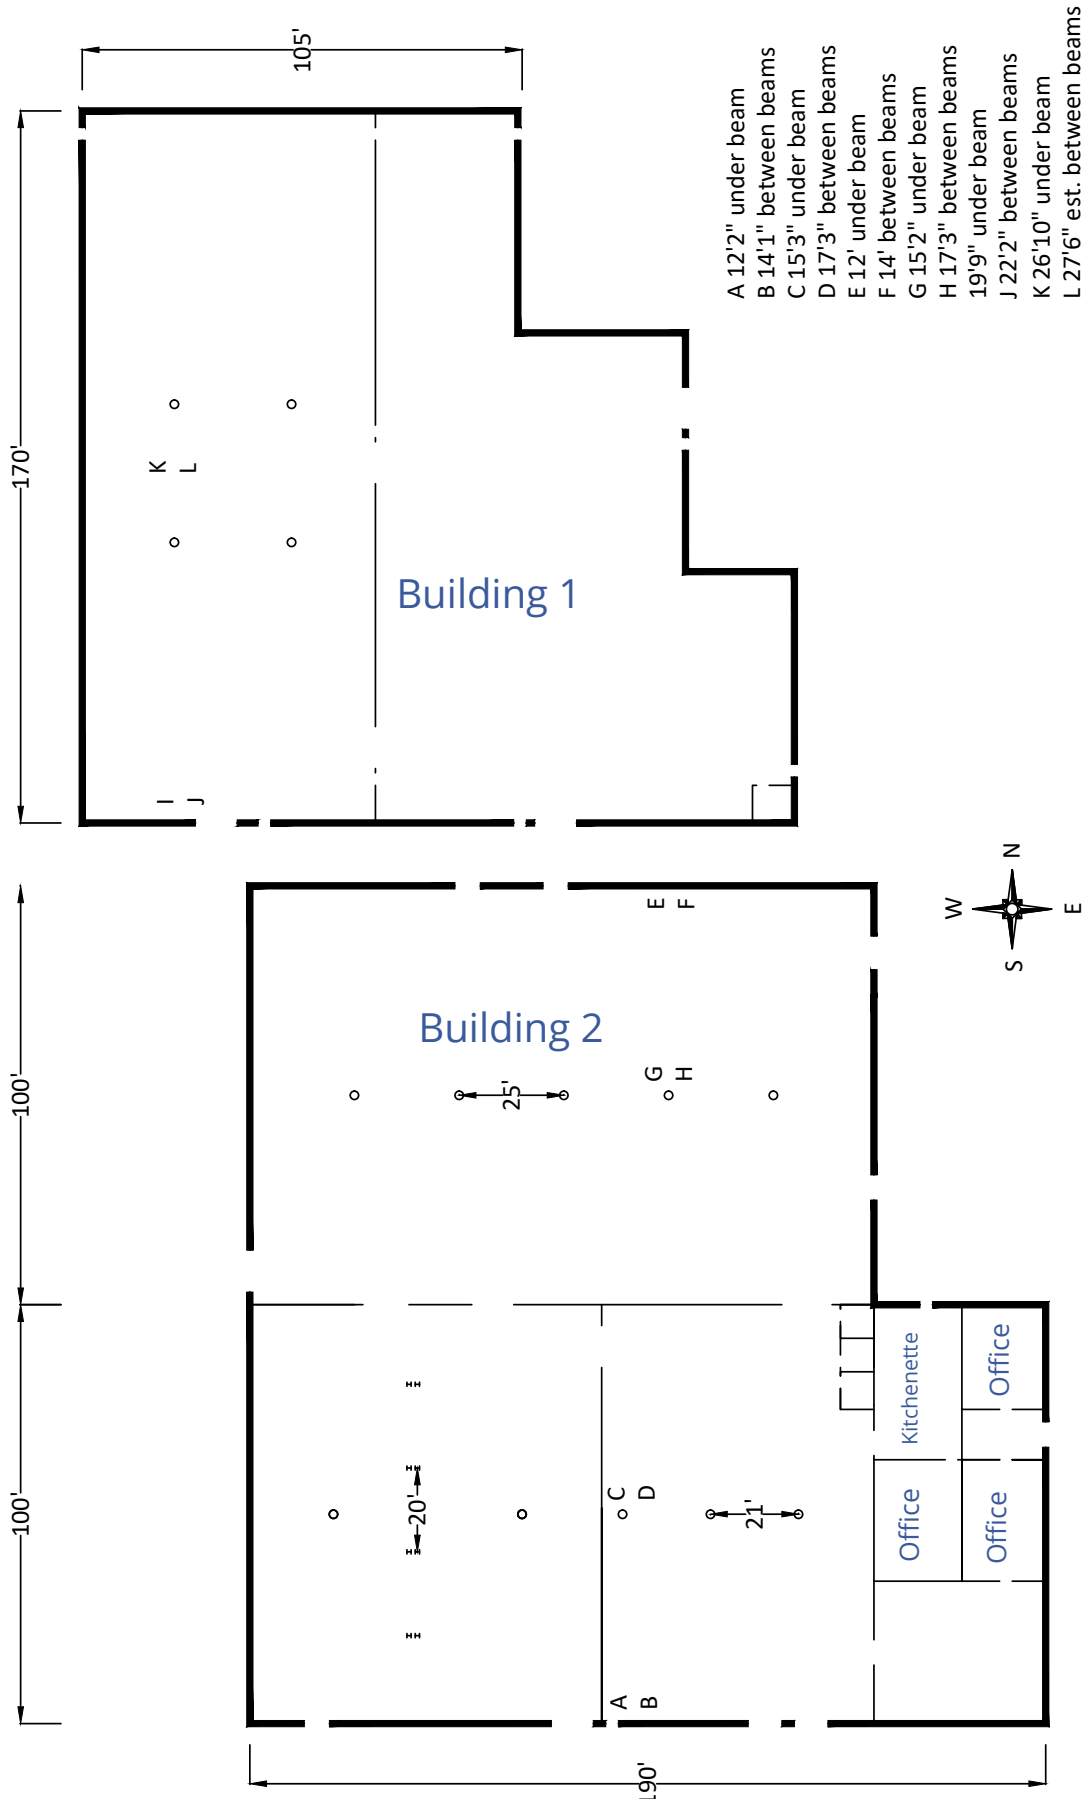 105'
170'
K
L
Building 1
I
J
A 12'2" under beam
B 14'1" between beams
C 15'3" under beam
D 17'3" between beams
E 12' under beam
F 14' between beams
G 15'2" under beam
H 17'3" between beams
19'9" under beam
J 22'2" between beams
K 26'10" under beam
L 27'6" est. between beams
N
W
E
S
100'
E
F
Building 2
G
H
25'
100'
Kitchenette
Office
20'
C
D
21'
Office
Office
A
B
190'